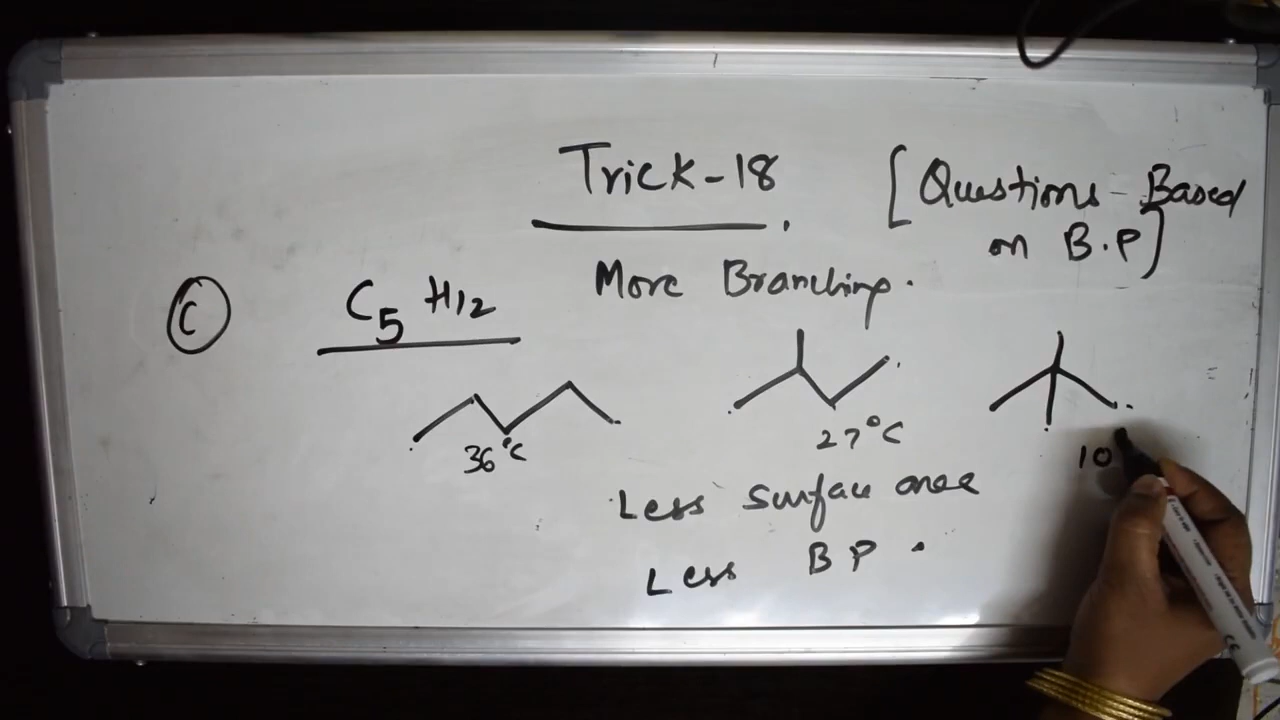 Trick-18
[Questions - Based
on B.P]
More Branching.
C
C5 H12
36°C
27°C
10
Less surface area
Less BP.